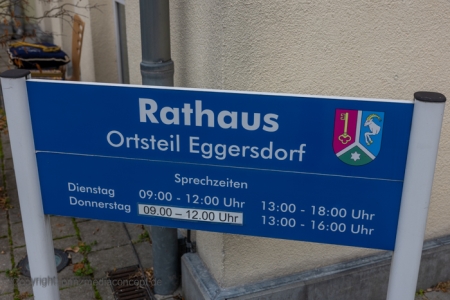 Rathaus
Ortsteil Eggersdorf
Sprechzeiten
Dienstag 09:00 - 12:00 Uhr 13:00 - 18:00 Uhr
Donnerstag 09.00 – 12.00 Uhr 13:00 - 16:00 Uhr